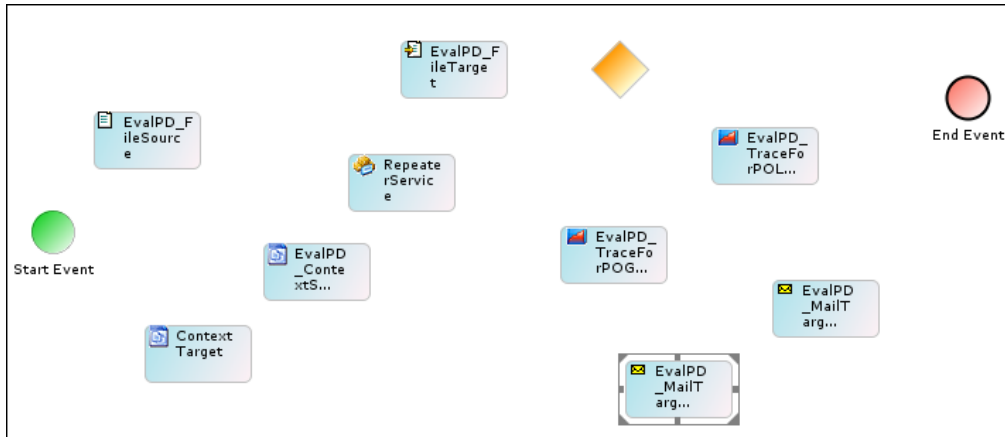 EvalPD_F
ileTarge
t
EvalPD_F
ileSourc
e
End Event
EvalPD_
TraceFo
rPOL...
Repeate
rServic
e
Start Event
EvalPD
_Conte
xtS...
EvalPD_
TraceFo
rPOG...
EvalPD
_MailT
arg...
Context
Target
EvalPD
_MailT
arg...